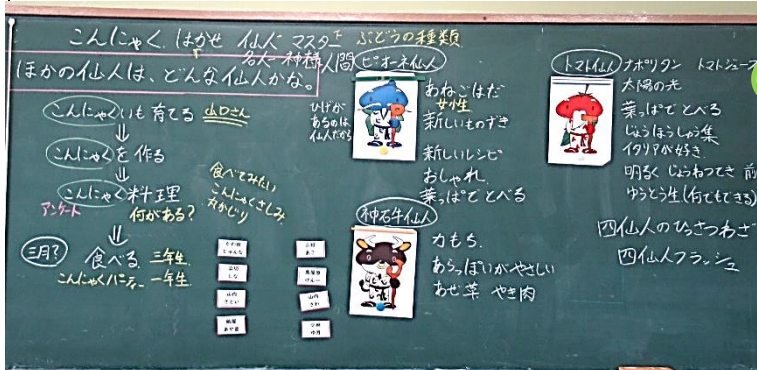 こんにゃく はかせ 仙人 マスター ぶどうの種類
名人 神様 人間
ほかの仙人は、どんな仙人かな。
こんにゃくいも 育てる 山口さん
⇓
こんにゃくを 作る
⇓
こんにゃく料理
アンケート 何がある?
食べてみたい
こんにゃくさしみ
丸かじり
⇓
三月? 食べる 三年生
こんにゃくパーティー 一年生
ピオーネ仙人
ひげが
あるのは
仙人だから
あねごはだ
女性
新しいものずき
新しいレシピ
おしゃれ
葉っぱでとべる
神石牛仙人
力もち
あらっぽいがやさしい
あせ 草 やき肉
トマト仙人 ナポリタン トマトジュース
太陽の光
葉っぱでとべる
じょうほうしゅう集
イタリアが好き
明るく じょうねつてき 前
ゆうとう生(何でもできる)
四仙人のひっさつわざ
四仙人フラッシュ